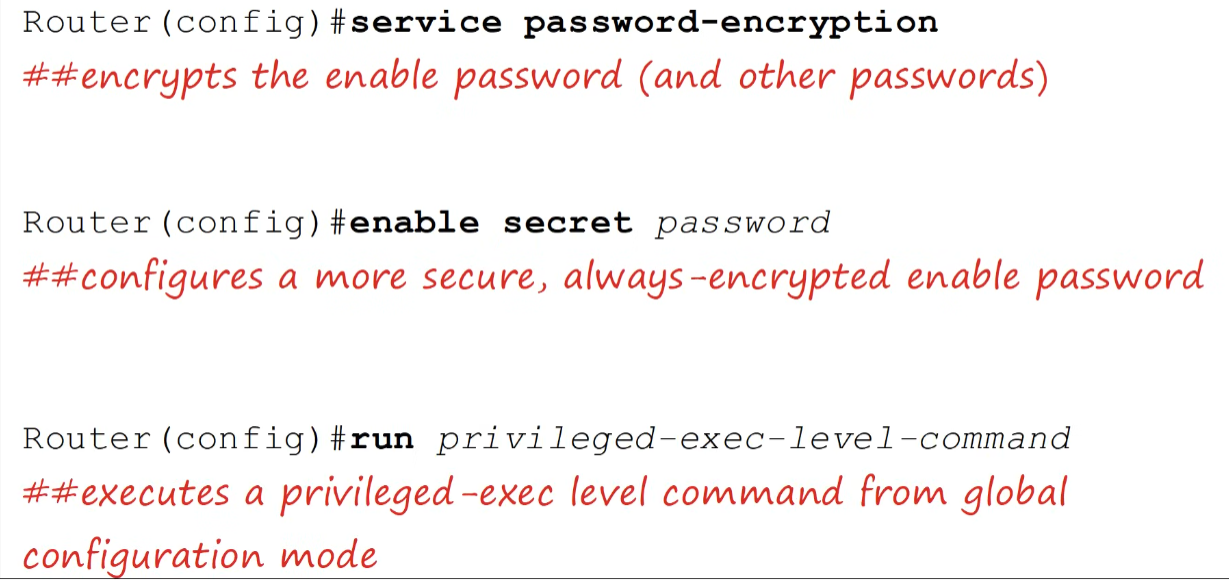 Router(config)#service password-encryption
##encrypts the enable password (and other passwords)
Router(config)#enable secret password
##configures a more secure, always-encrypted enable password
Router(config)#run privileged-exec-level-command
##executes a privileged-exec level command from global
configuration mode